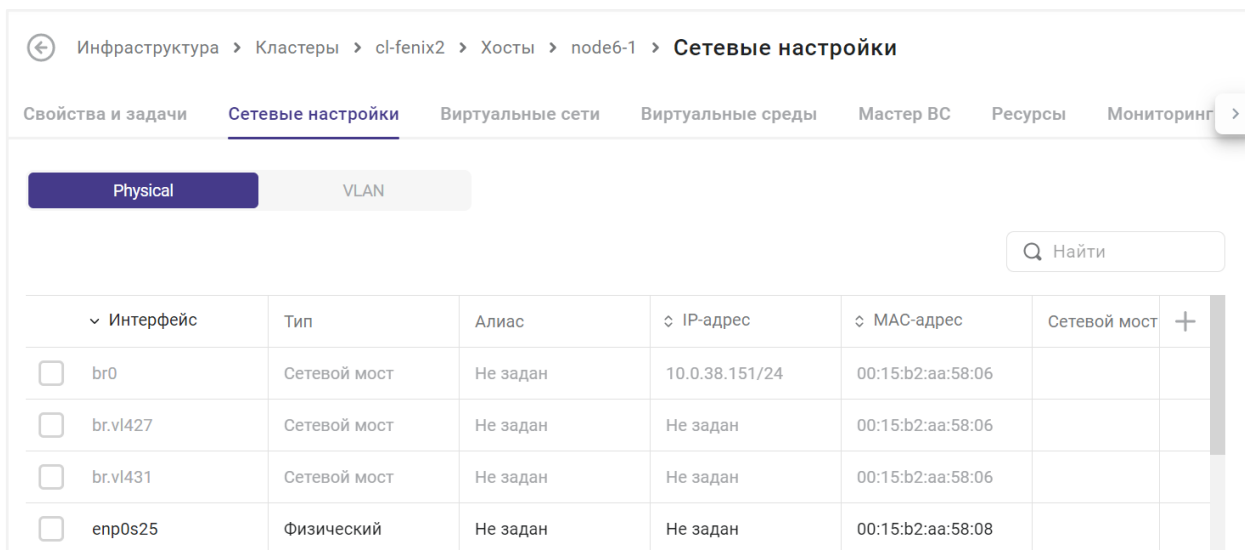 Инфраструктура > Кластеры > cl-fenix2 > Хосты > node6-1 > Сетевые настройки
Свойства и задачи Сетевые настройки Виртуальные сети Виртуальные среды Мастер ВС Ресурсы Мониторинг >
Physical VLAN
Найти
Интерфейс Тип Алиас IP-адрес MAC-адрес Сетевой мост +
br0 Сетевой мост Не задан 10.0.38.151/24 00:15:b2:aa:58:06
br.vl427 Сетевой мост Не задан Не задан 00:15:b2:aa:58:06
br.vl431 Сетевой мост Не задан Не задан 00:15:b2:aa:58:06
enp0s25 Физический Не задан Не задан 00:15:b2:aa:58:08